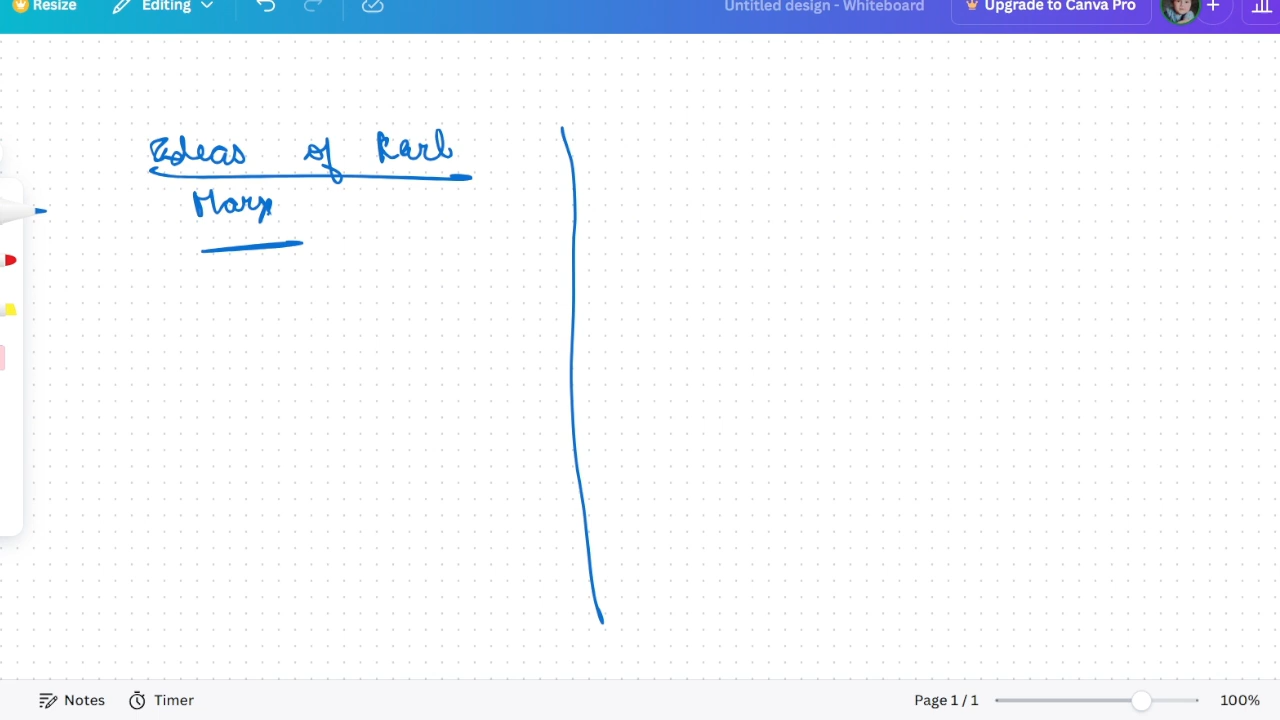 Resize Editing Untitled design - Whiteboard Upgrade to Canva Pro
Ideas of Karl
Marx
Notes Timer Page 1 / 1 100%